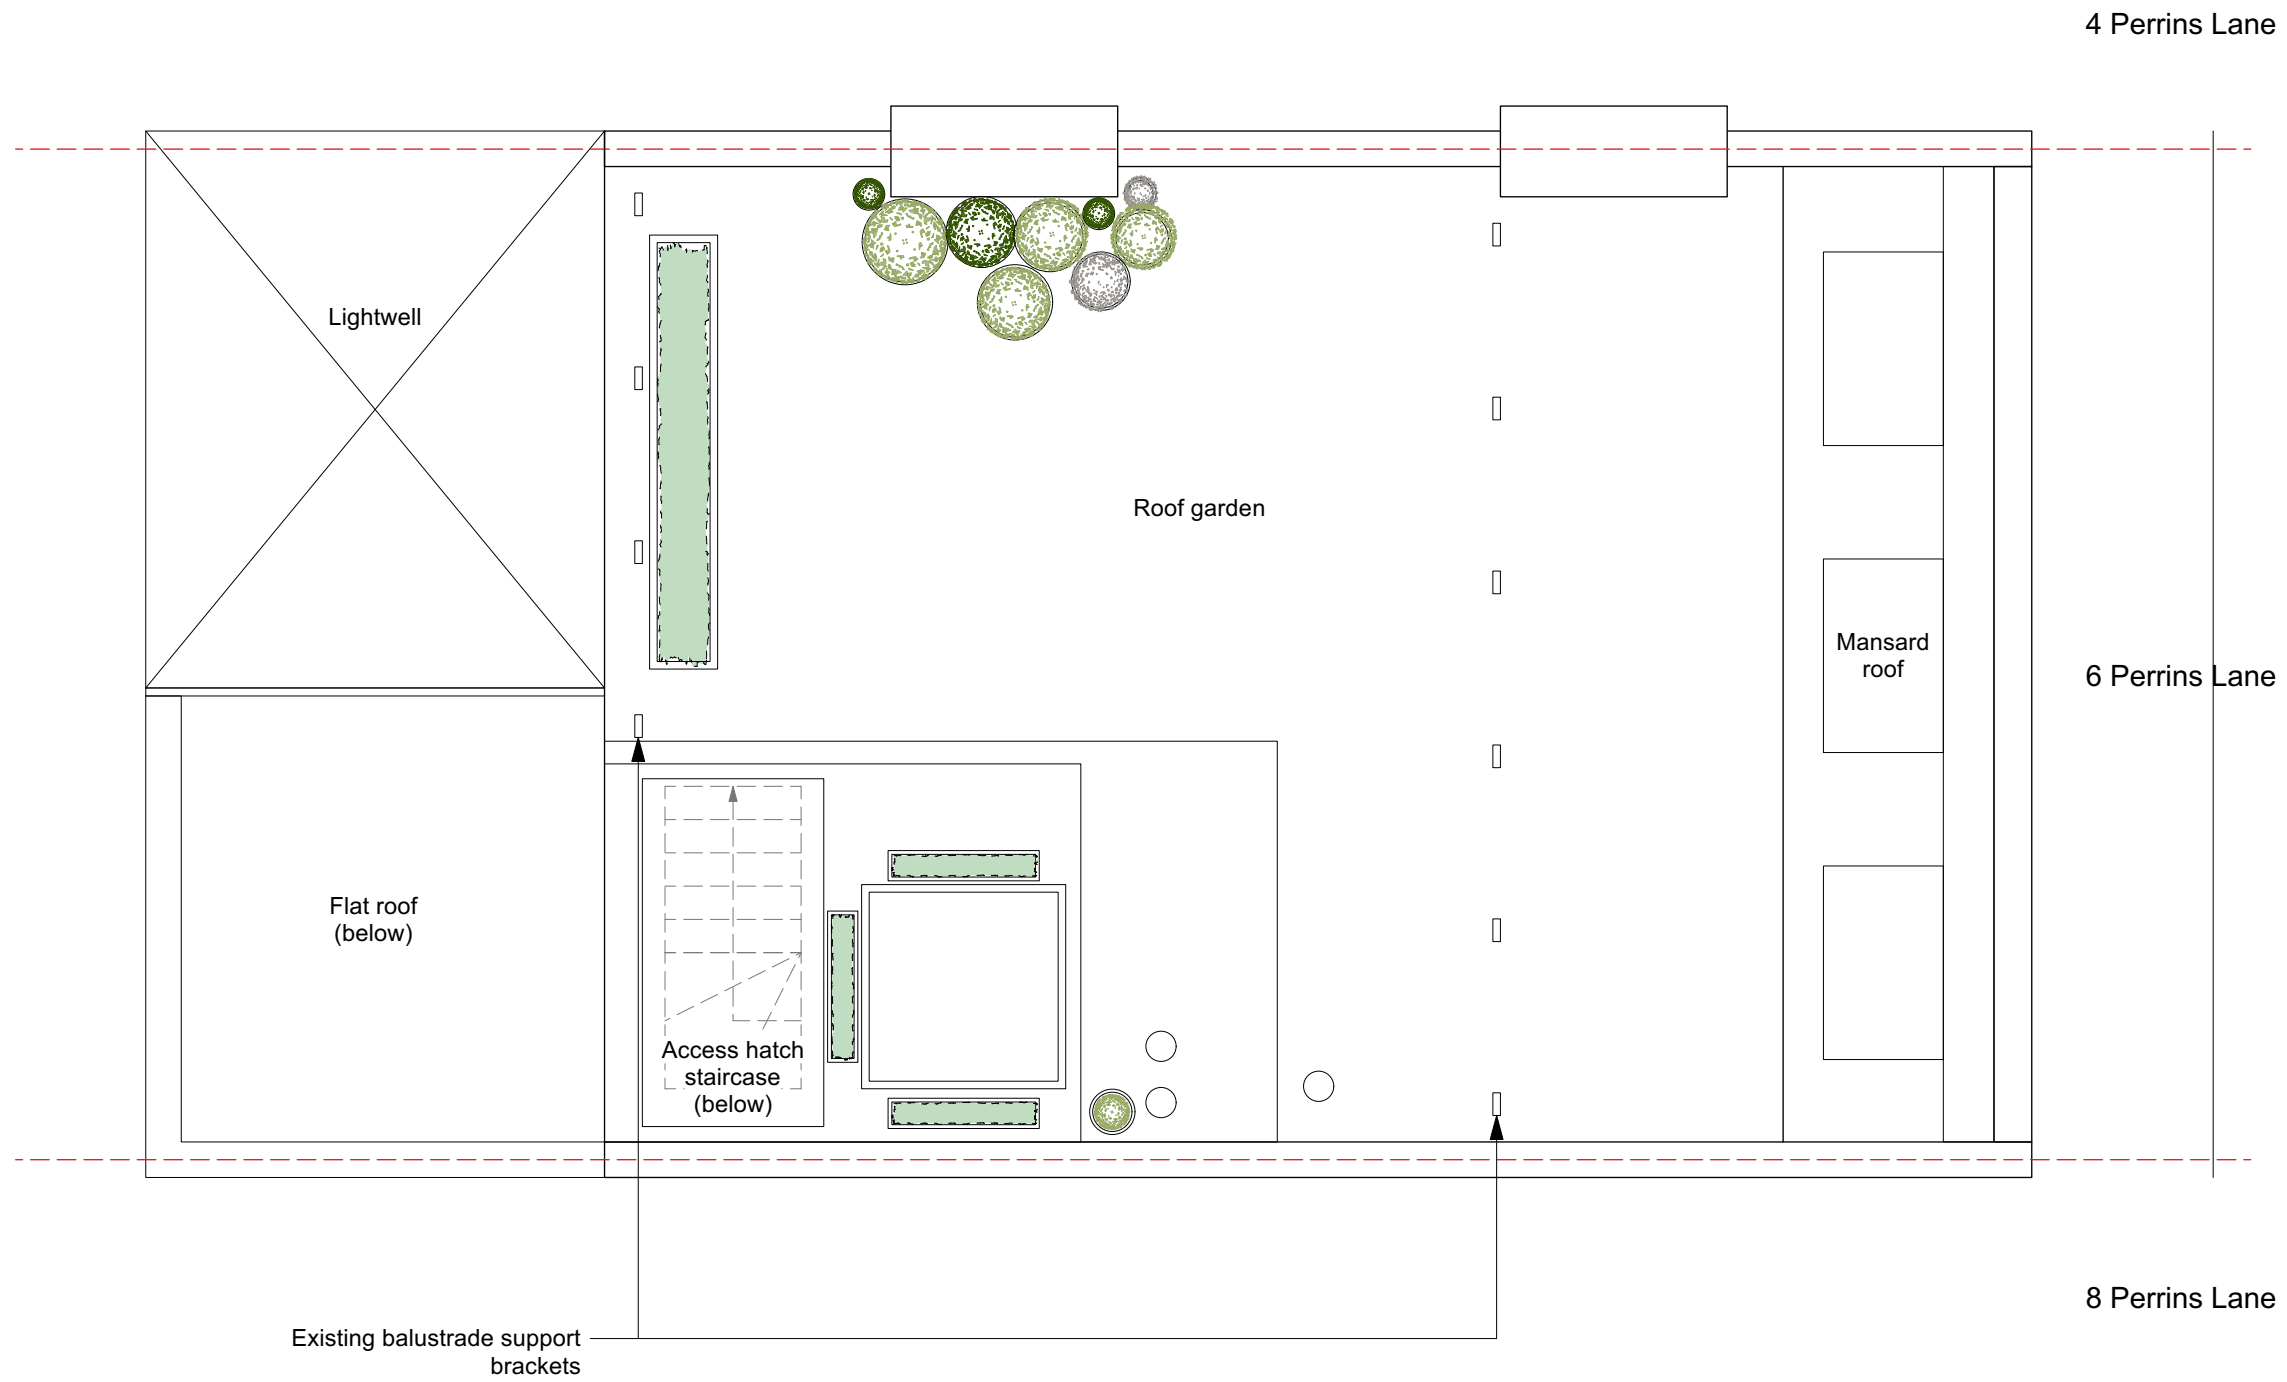 4 Perrins Lane
Lightwell
Roof garden
Mansard
roof
6 Perrins Lane
Flat roof
(below)
Access hatch
staircase
(below)
8 Perrins Lane
Existing balustrade support
brackets